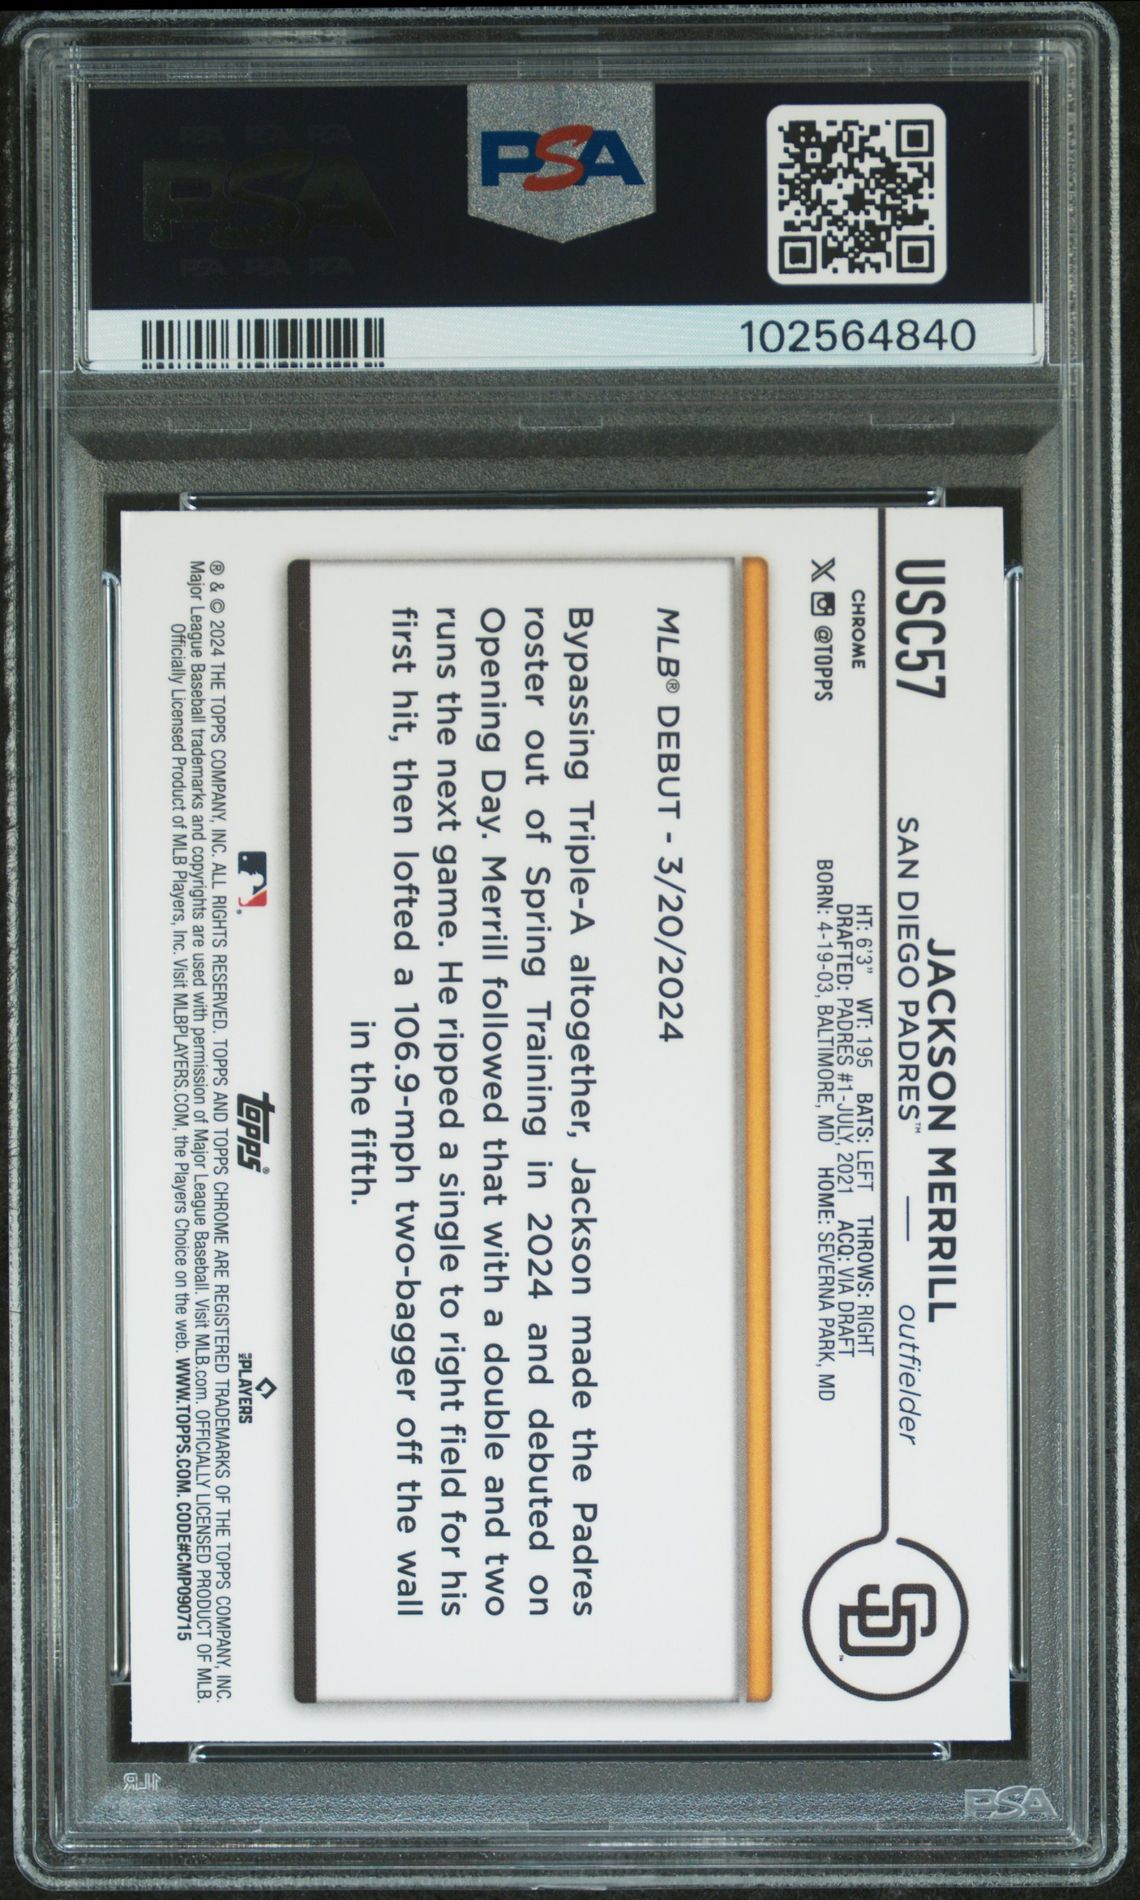 PSA
PSA
PSA PSA PSA
PSA PSA PSA
102564840
USC57
JACKSON MERRILL
SAN DIEGO PADRES™ — outfielder
CHROME
@TOPPS
HT: 6'3" WT: 195 BATS: LEFT THROWS: RIGHT
DRAFTED: PADRES #1-JULY, 2021 ACQ: VIA DRAFT
BORN: 4-19-03, BALTIMORE, MD HOME: SEVERNA PARK, MD
SD™
MLB® DEBUT - 3/20/2024
Bypassing Triple-A altogether, Jackson made the Padres
roster out of Spring Training in 2024 and debuted on
Opening Day. Merrill followed that with a double and two
runs the next game. He ripped a single to right field for his
first hit, then lofted a 106.9-mph two-bagger off the wall
in the fifth.
topps®
PLAYERS
® & © 2024 THE TOPPS COMPANY, INC. ALL RIGHTS RESERVED. TOPPS AND TOPPS CHROME ARE REGISTERED TRADEMARKS OF THE TOPPS COMPANY, INC.
Major League Baseball trademarks and copyrights are used with permission of Major League Baseball. Visit MLB.com. OFFICIALLY LICENSED PRODUCT OF MLB.
Officially Licensed Product of MLB Players, Inc. Visit MLBPLAYERS.COM, the Players Choice on the web. WWW.TOPPS.COM. CODE#CMP090715
PSA